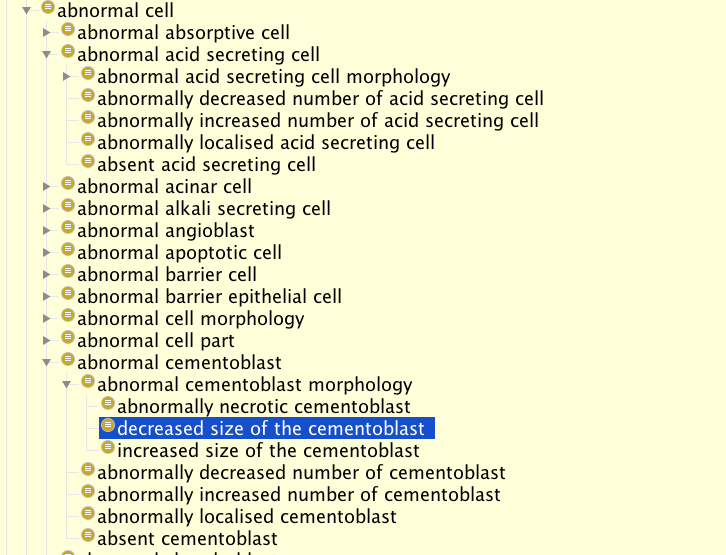 abnormal cell
abnormal absorptive cell
abnormal acid secreting cell
abnormal acid secreting cell morphology
abnormally decreased number of acid secreting cell
abnormally increased number of acid secreting cell
abnormally localised acid secreting cell
absent acid secreting cell
abnormal acinar cell
abnormal alkali secreting cell
abnormal angioblast
abnormal apoptotic cell
abnormal barrier cell
abnormal barrier epithelial cell
abnormal cell morphology
abnormal cell part
abnormal cementoblast
abnormal cementoblast morphology
abnormally necrotic cementoblast
decreased size of the cementoblast
increased size of the cementoblast
abnormally decreased number of cementoblast
abnormally increased number of cementoblast
abnormally localised cementoblast
absent cementoblast